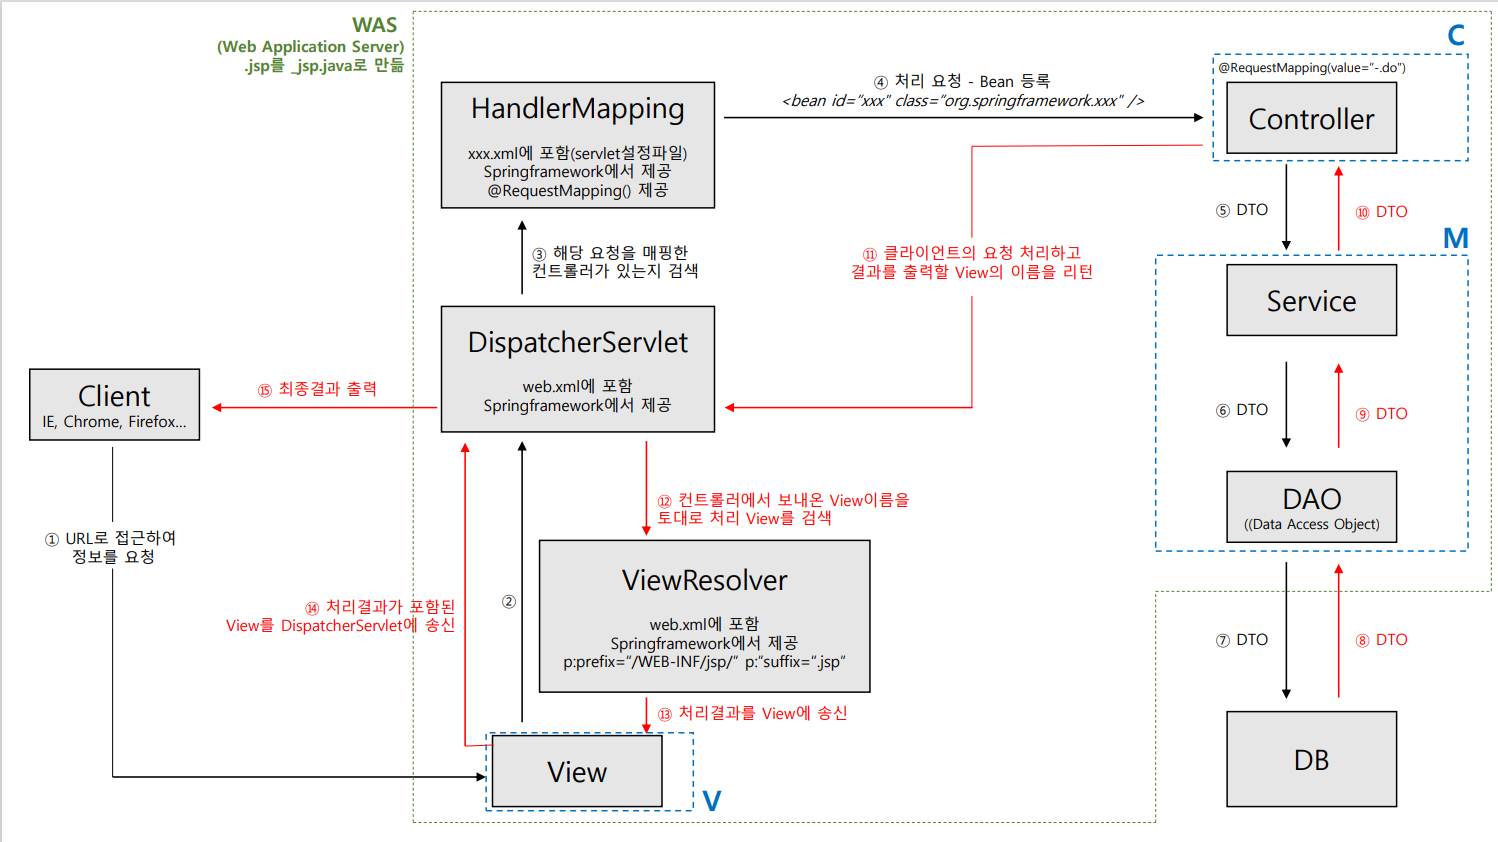 WAS
(Web Application Server)
.jsp를 _jsp.java로 만듦
C
@RequestMapping(value="-.do")
Controller
④ 처리 요청 - Bean 등록
<bean id="xxx" class="org.springframework.xxx" />
HandlerMapping
xxx.xml에 포함(servlet설정파일)
Springframework에서 제공
@RequestMapping() 제공
⑤ DTO
⑩ DTO
③ 해당 요청을 매핑한
컨트롤러가 있는지 검색
⑪ 클라이언트의 요청 처리하고
결과를 출력할 View의 이름을 리턴
M
Service
DispatcherServlet
web.xml에 포함
Springframework에서 제공
Client
IE, Chrome, Firefox...
⑮ 최종결과 출력
⑥ DTO
⑨ DTO
⑫ 컨트롤러에서 보내온 View이름을
토대로 처리 View를 검색
DAO
((Data Access Object)
① URL로 접근하여
정보를 요청
⑭ 처리결과가 포함된
View를 DispatcherServlet에 송신
②
ViewResolver
web.xml에 포함
Springframework에서 제공
p:prefix="/WEB-INF/jsp/" p:"suffix=".jsp"
⑦ DTO
⑧ DTO
⑬ 처리결과를 View에 송신
View
V
DB